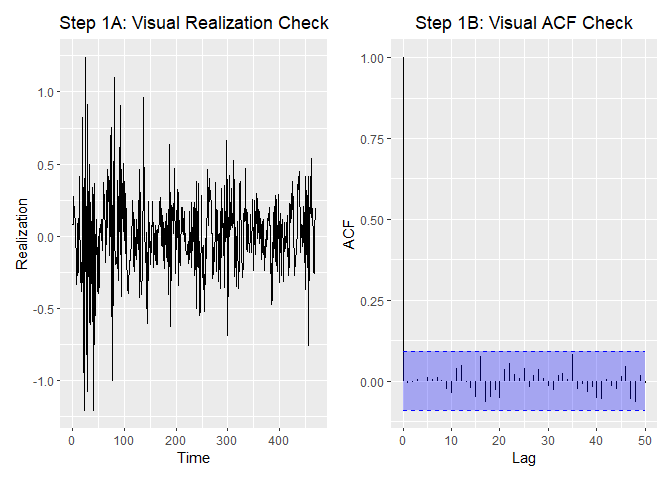 Step 1A: Visual Realization Check
1.0
0.5
0.0
-0.5
-1.0
Realization
0 100 200 300 400
Time
Step 1B: Visual ACF Check
1.00
0.75
0.50
0.25
0.00
ACF
0 10 20 30 40 50
Lag